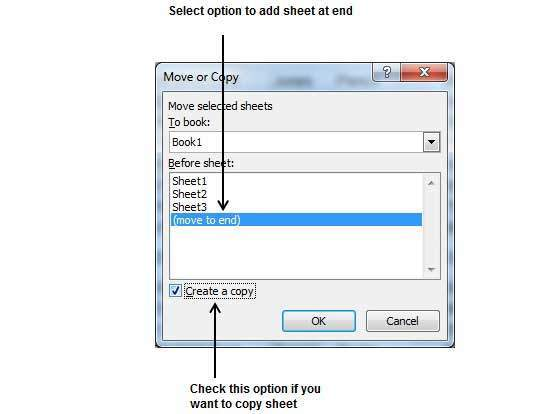 Select option to add sheet at end
Move or Copy
Move selected sheets
To book:
Book1
Before sheet:
Sheet1
Sheet2
Sheet3
(move to end)
Create a copy
OK
Cancel
Check this option if you
want to copy sheet